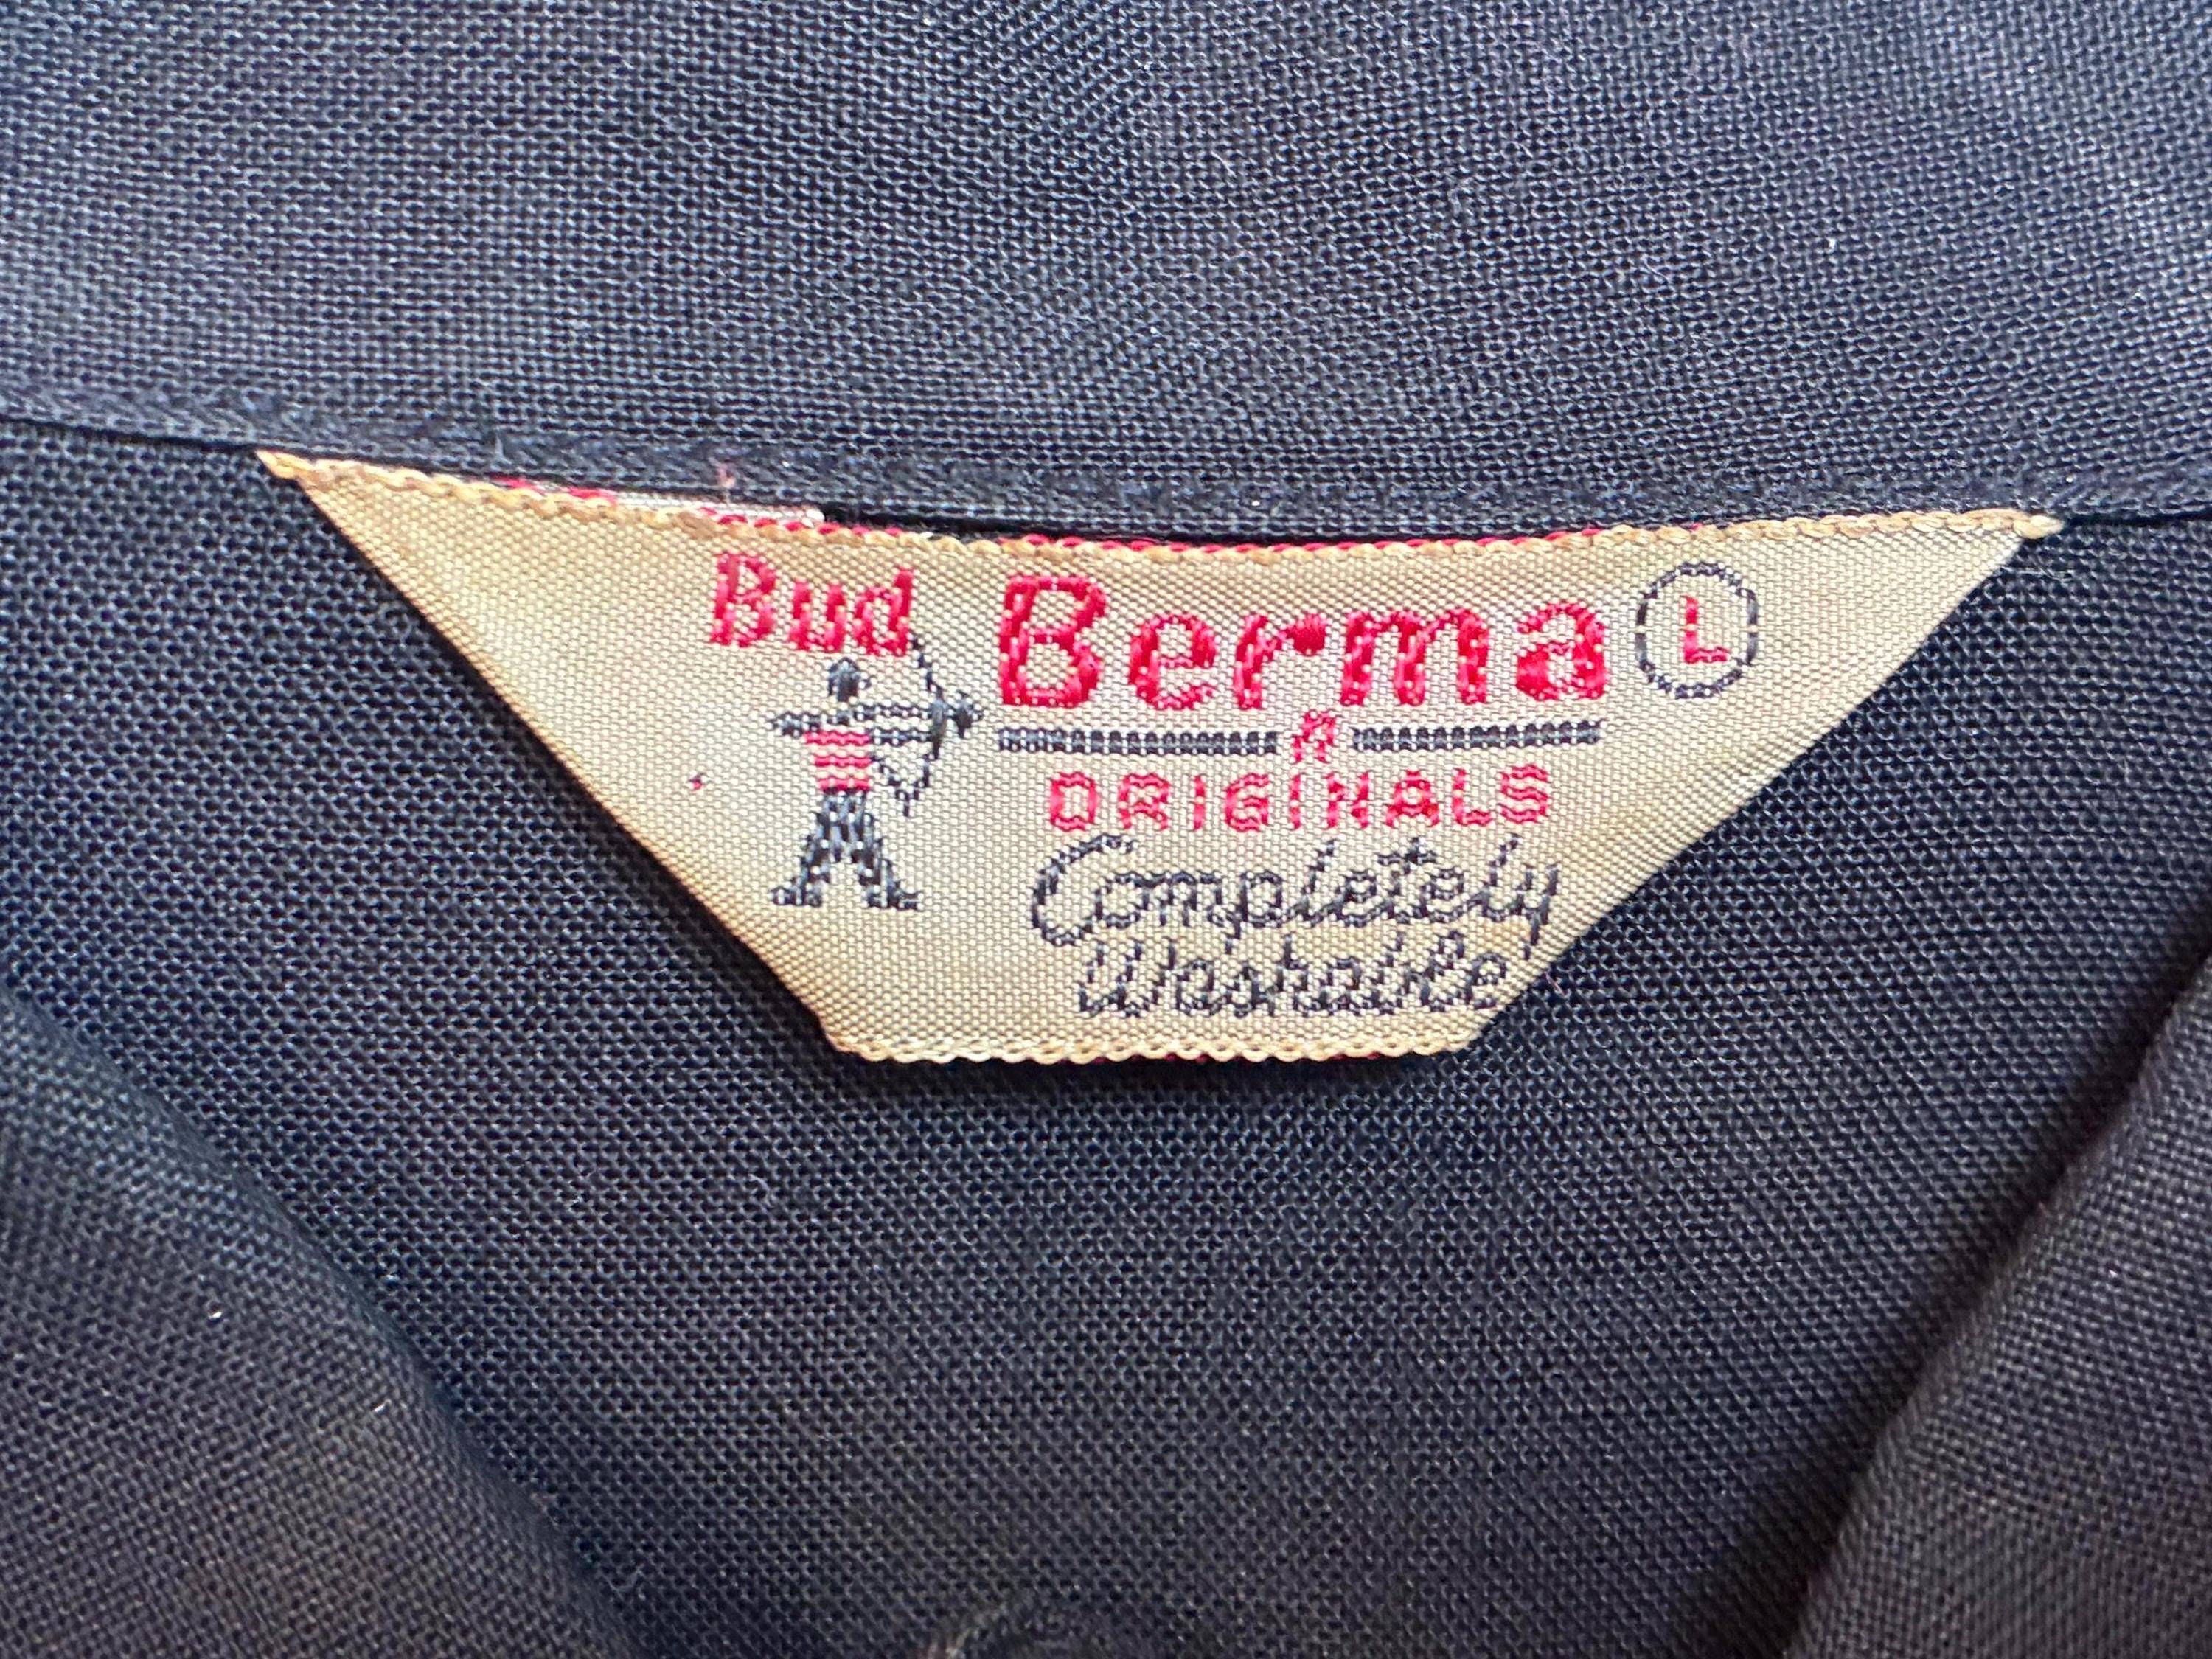 Bud Berma L
R
ORIGINALS
Completely
Washable